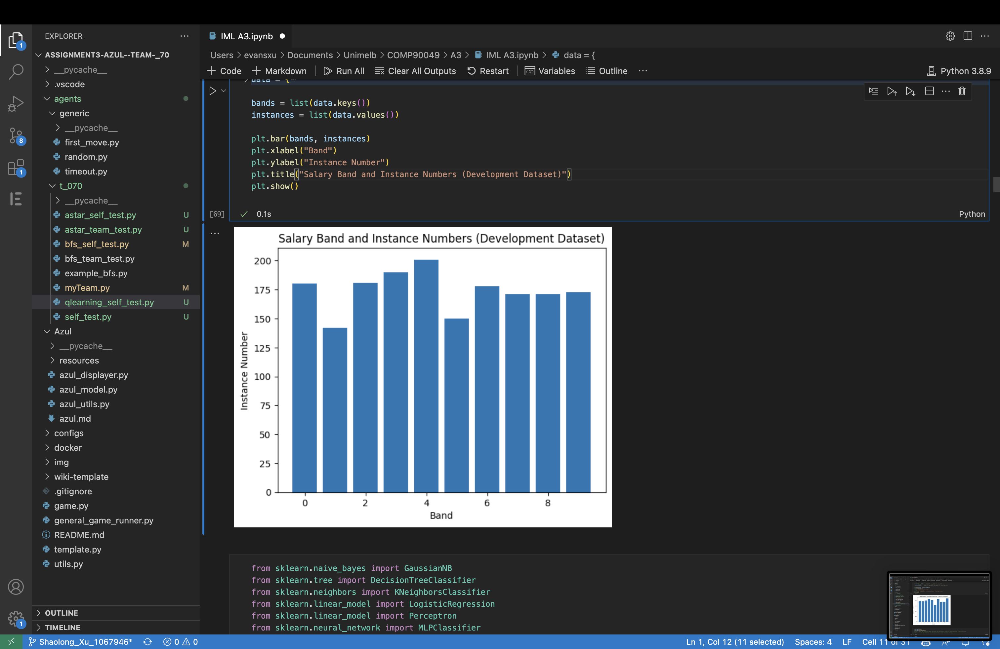 EXPLORER
ASSIGNMENT3-AZUL--TEAM-_70
__pycache__
.vscode
agents
generic
__pycache__
first_move.py
random.py
timeout.py
t_070
__pycache__
astar_self_test.py U
astar_team_test.py U
bfs_self_test.py M
bfs_team_test.py
example_bfs.py
myTeam.py M
qlearning_self_test.py U
self_test.py U
Azul
__pycache__
resources
azul_displayer.py
azul_model.py
azul_utils.py
azul.md
configs
docker
img
wiki-template
.gitignore
game.py
general_game_runner.py
README.md
template.py
utils.py
OUTLINE
TIMELINE
1
8
1
1
IML A3.ipynb
Users > evansxu > Documents > Unimelb > COMP90049 > A3 > IML A3.ipynb > data = {
Code Markdown Run All Clear All Outputs Restart Variables Outline Python 3.8.9
data = {
bands = list(data.keys())
instances = list(data.values())
plt.bar(bands, instances)
plt.xlabel("Band")
plt.ylabel("Instance Number")
plt.title("Salary Band and Instance Numbers (Development Dataset)")
plt.show()
[69] 0.1s Python
Salary Band and Instance Numbers (Development Dataset)
200
175
150
125
100
75
50
25
0
Instance Number
0 2 4 6 8
Band
from sklearn.naive_bayes import GaussianNB
from sklearn.tree import DecisionTreeClassifier
from sklearn.neighbors import KNeighborsClassifier
from sklearn.linear_model import LogisticRegression
from sklearn.linear_model import Perceptron
from sklearn.neural_network import MLPClassifier
Shaolong_Xu_1067946* 0 0 Ln 1, Col 12 (11 selected) Spaces: 4 LF Cell 11 of 31